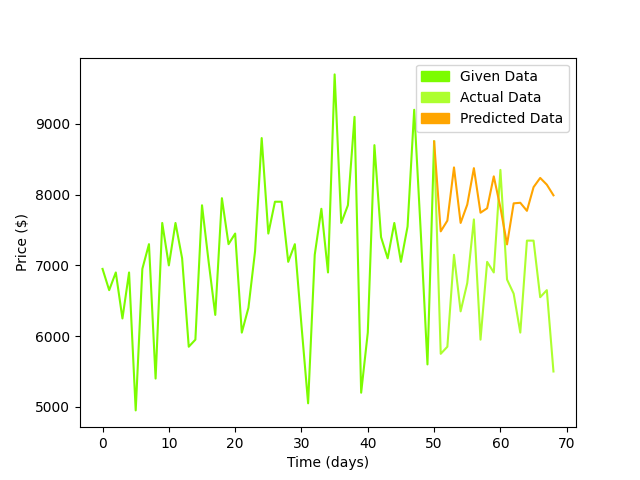 Given Data
Actual Data
Predicted Data
9000
8000
7000
6000
5000
Price ($)
0 10 20 30 40 50 60 70
Time (days)